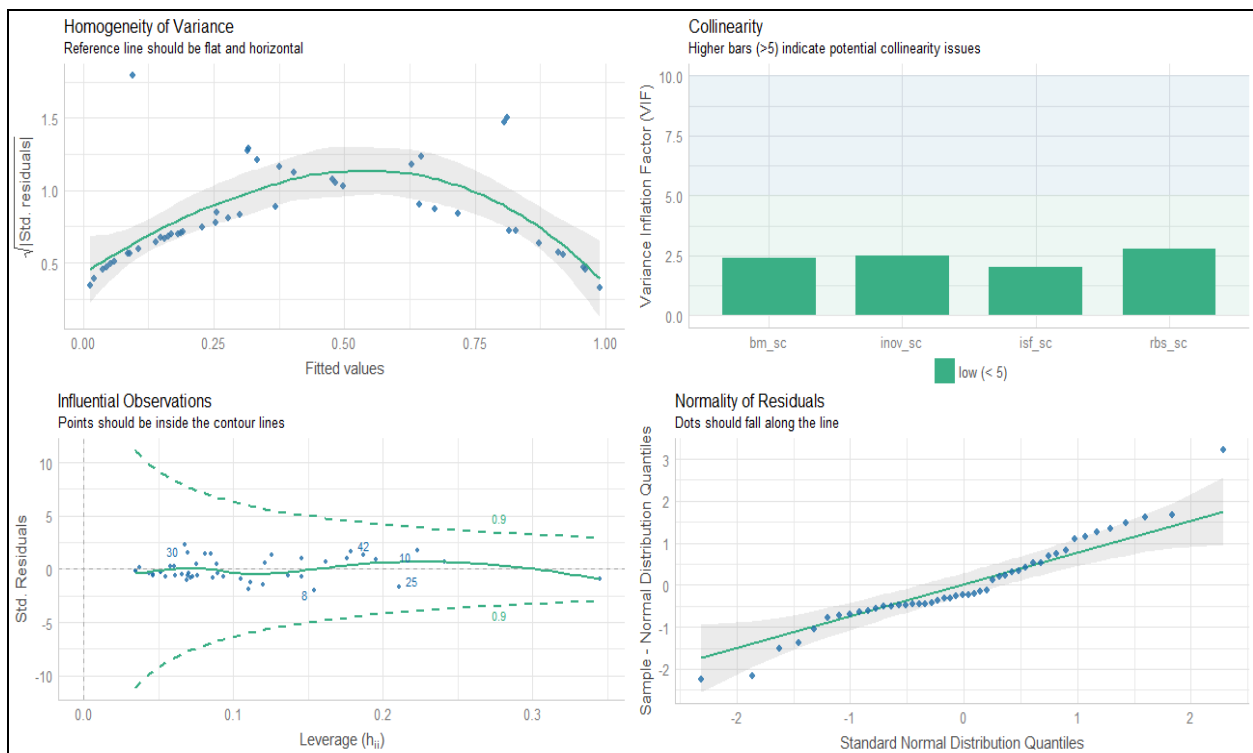 Homogeneity of Variance
Reference line should be flat and horizontal
√|Std. residuals|
1.5
1.0
0.5
0.00
0.25
0.50
0.75
1.00
Fitted values
Collinearity
Higher bars (>5) indicate potential collinearity issues
Variance Inflation Factor (VIF)
10.0
7.5
5.0
2.5
0.0
bm_sc
inov_sc
isf_sc
rbs_sc
low (< 5)
Influential Observations
Points should be inside the contour lines
Std. Residuals
10
5
0
-5
-10
0.9
30
42
10
25
8
0.9
0.0
0.1
0.2
0.3
Leverage (hii)
Normality of Residuals
Dots should fall along the line
Sample - Normal Distribution Quantiles
3
2
1
0
-1
-2
-2
-1
0
1
2
Standard Normal Distribution Quantiles